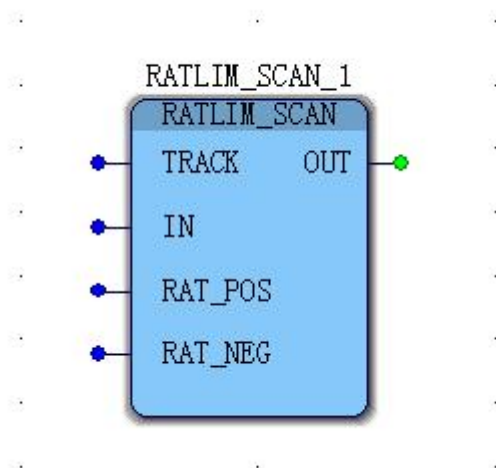 RATLIM_SCAN_1
RATLIM_SCAN
TRACK OUT
IN
RAT_POS
RAT_NEG